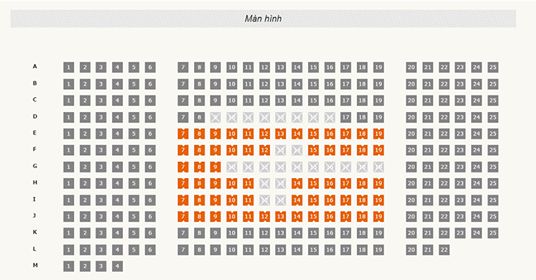 Màn hình
A 1 2 3 4 5 6 7 8 9 10 11 12 13 14 15 16 17 18 19 20 21 22 23 24 25
B 1 2 3 4 5 6 7 8 9 10 11 12 13 14 15 16 17 18 19 20 21 22 23 24 25
C 1 2 3 4 5 6 7 8 9 10 11 12 13 14 15 16 17 18 19 20 21 22 23 24 25
D 1 2 3 4 5 6 7 8 17 18 19 20 21 22 23 24 25
E 1 2 3 4 5 6 7 8 9 10 11 12 13 14 15 16 17 18 19 20 21 22 23 24 25
F 1 2 3 4 5 6 7 8 9 10 11 12 15 16 17 18 19 20 21 22 23 24 25
G 1 2 3 4 5 6 7 8 9 20 21 22 23 24 25
H 1 2 3 4 5 6 7 8 9 10 11 14 15 16 17 18 19 20 21 22 23 24 25
I 1 2 3 4 5 6 7 8 9 10 11 14 15 16 17 18 19 20 21 22 23 24 25
J 1 2 3 4 5 6 7 8 9 10 11 12 13 14 15 16 17 18 19 20 21 22 23 24 25
K 1 2 3 4 5 6 7 8 9 10 11 12 13 14 15 16 17 18 19 20 21 22 23 24 25
L 1 2 3 4 5 6 7 8 9 10 11 12 13 14 15 16 17 18 19 20 21 22
M 1 2 3 4